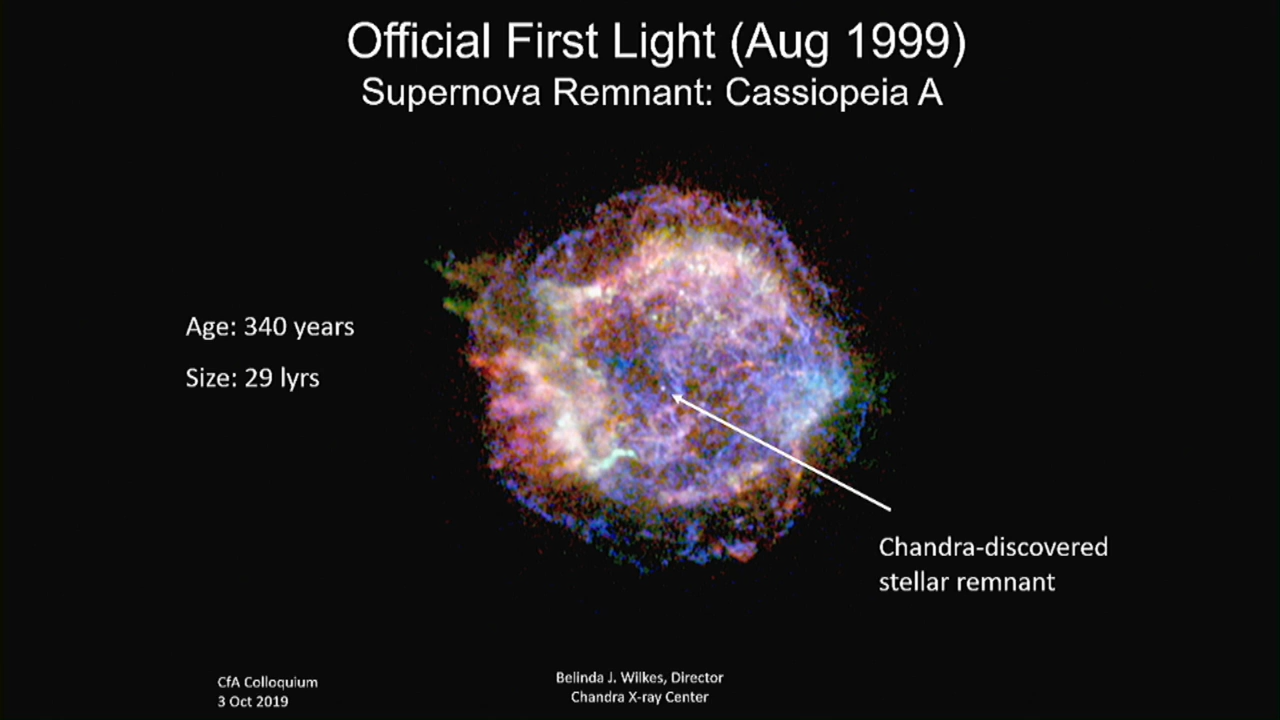 Official First Light (Aug 1999)
Supernova Remnant: Cassiopeia A
Age: 340 years
Size: 29 lyrs
Chandra-discovered
stellar remnant
CfA Colloquium
3 Oct 2019
Belinda J. Wilkes, Director
Chandra X-ray Center